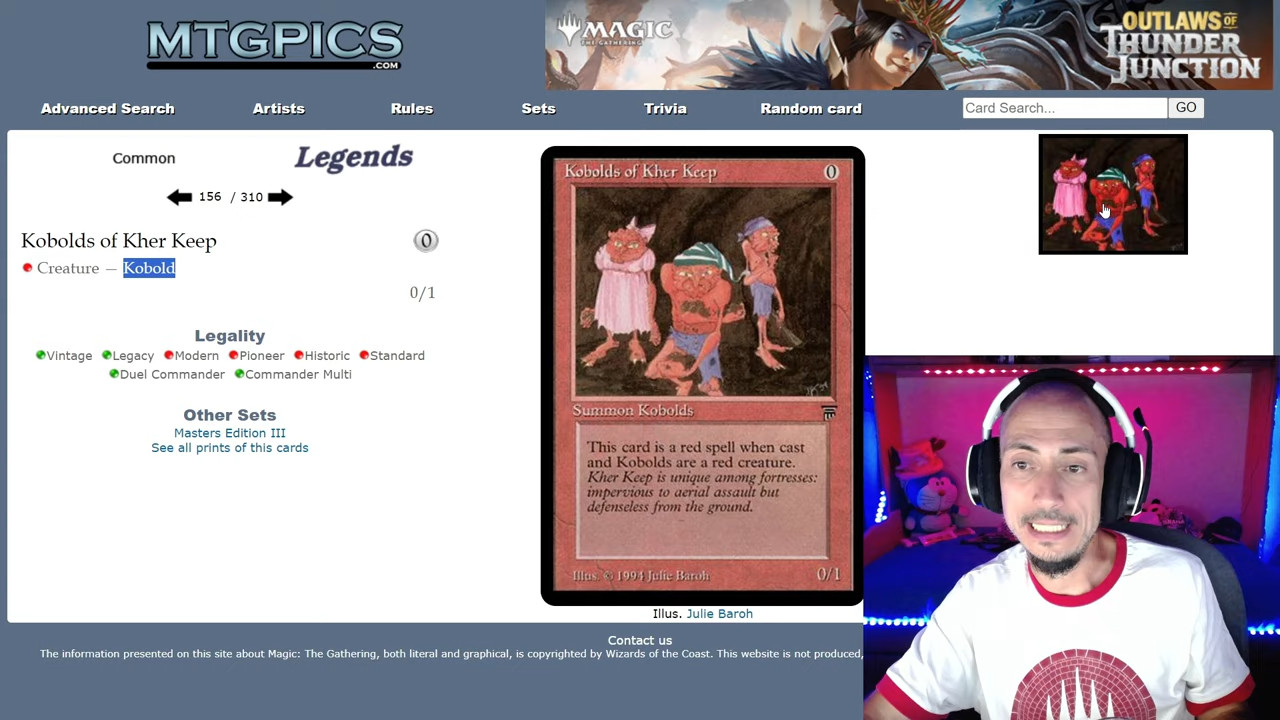 MTGPICS
.COM
MAGIC
THE GATHERING
OUTLAWS OF
THUNDER
JUNCTION
Advanced Search
Artists
Rules
Sets
Trivia
Random card
Card Search...
GO
Common
Legends
156 / 310
Kobolds of Kher Keep
0
Creature — Kobold
0/1
Legality
Vintage Legacy Modern Pioneer Historic Standard
Duel Commander Commander Multi
Other Sets
Masters Edition III
See all prints of this cards
Kobolds of Kher Keep
0
Summon Kobolds
This card is a red spell when cast
and Kobolds are a red creature.
Kher Keep is unique among fortresses:
impervious to aerial assault but
defenseless from the ground.
Illus. © 1994 Julie Baroh
0/1
Illus. Julie Baroh
Contact us
The information presented on this site about Magic: The Gathering, both literal and graphical, is copyrighted by Wizards of the Coast. This website is not produced,